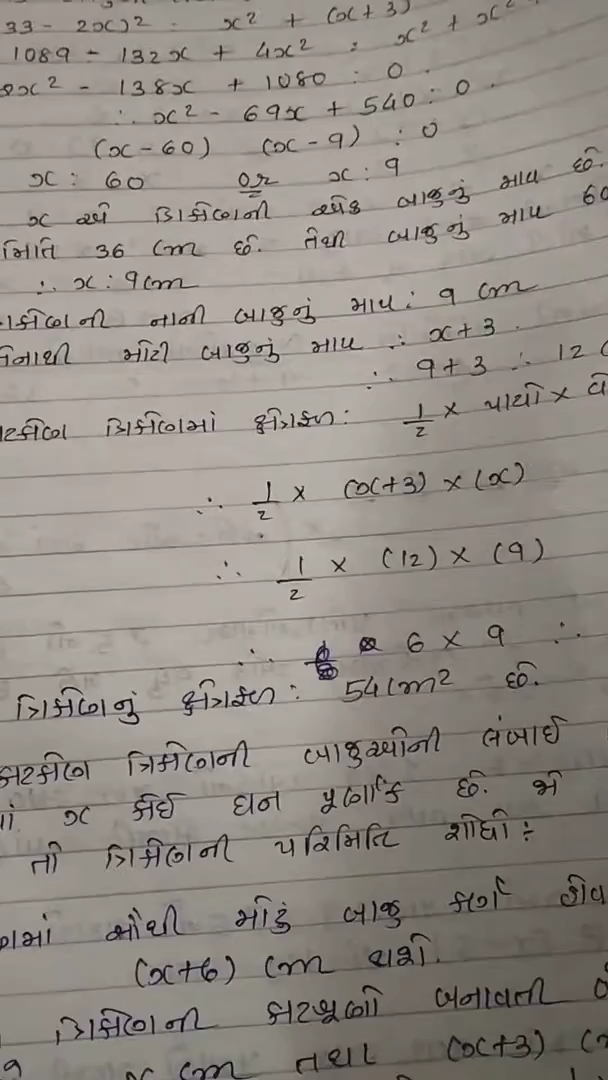 33 - 2x)² : x² + (x+3)
1089 - 132x + 4x² : x² + x²
2x² - 138x + 1080 : 0.
∴ x² - 69x + 540 : 0.
(x - 60) (x - 9) : 0
x : 60 or x : 9
x એ ત્રિકોણની એક બાજુનું માપ છે.
મિતિ 36 cm છે. તેથી બાજુનું માપ 60
∴ x : 9cm
નાની બાજુનું માપ : 9 cm
મોટી બાજુનું માપ ∴ x+3.
∴ 9+3 ∴ 12
ત્રિકોણમાં ક્ષેત્રફળ : 1/2 × પાયો ×
∴ 1/2 × (x+3) × (x)
∴ 1/2 × (12) × (9)
∴ 6 × 9 ∴
ત્રિકોણનું ક્ષેત્રફળ : 54 cm² છે.
કાટકોણ ત્રિકોણની બાજુઓની લંબાઈ
માં x કોઈ ઘન પૂર્ણાંક છે. જો
તો ત્રિકોણની પરિમિતિ શોધો ÷
સૌથી મોટું બાજુ કર્ણ હોવ
(x+6) cm થશે.
ત્રિકોણની કાટખૂણો બનાવતી
x cm તથા (x+3)